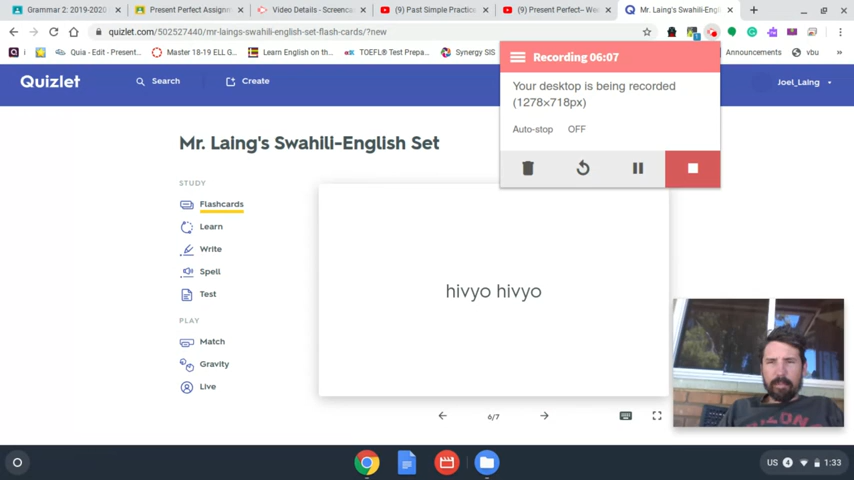 Grammar 2: 2019-2020
Present Perfect Assignm
Video Details - Screenca
(9) Past Simple Practice
(9) Present Perfect– We
Mr. Laing's Swahili-Engli
quizlet.com/502527440/mr-laings-swahili-english-set-flash-cards/?new
Quia - Edit - Present...
Master 18-19 ELL G...
Learn English on th...
TOEFL® Test Prepa...
Synergy SIS
Announcements
vbu
»
Recording 06:07
Your desktop is being recorded
(1278×718px)
Auto-stop OFF
Quizlet
Search
Create
Joel_Laing
Mr. Laing's Swahili-English Set
STUDY
Flashcards
Learn
Write
Spell
Test
PLAY
Match
Gravity
Live
hivyo hivyo
6/7
US 4 1:33